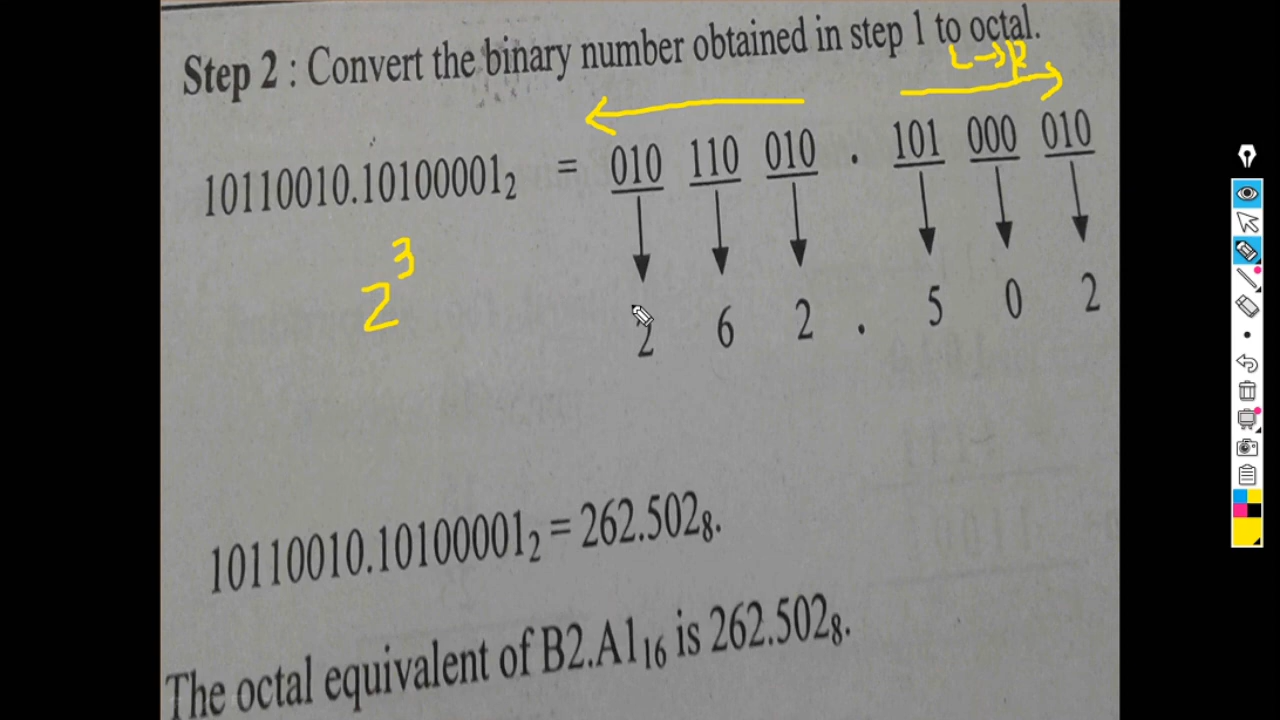 Step 2 : Convert the binary number obtained in step 1 to octal.
L→R
10110010.10100001₂ = 010 110 010 . 101 000 010
2³
2 6 2 . 5 0 2
10110010.10100001₂ = 262.502₈.
The octal equivalent of B2.A1₁₆ is 262.502₈.